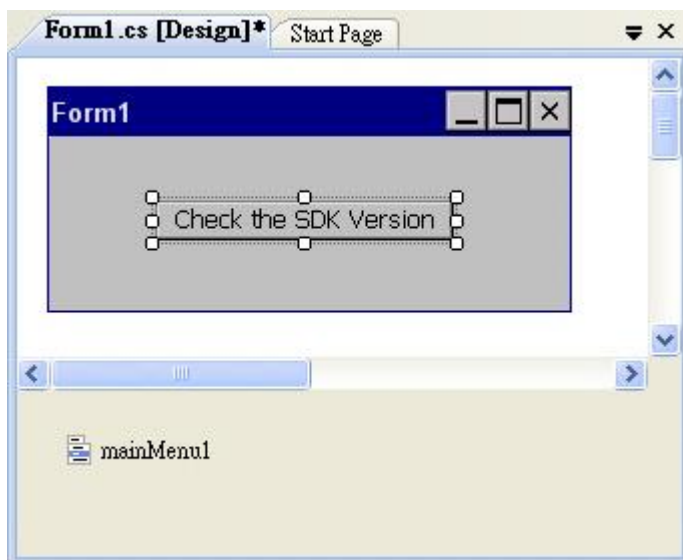 Form1.cs [Design]* Start Page
Form1
Check the SDK Version
mainMenu1